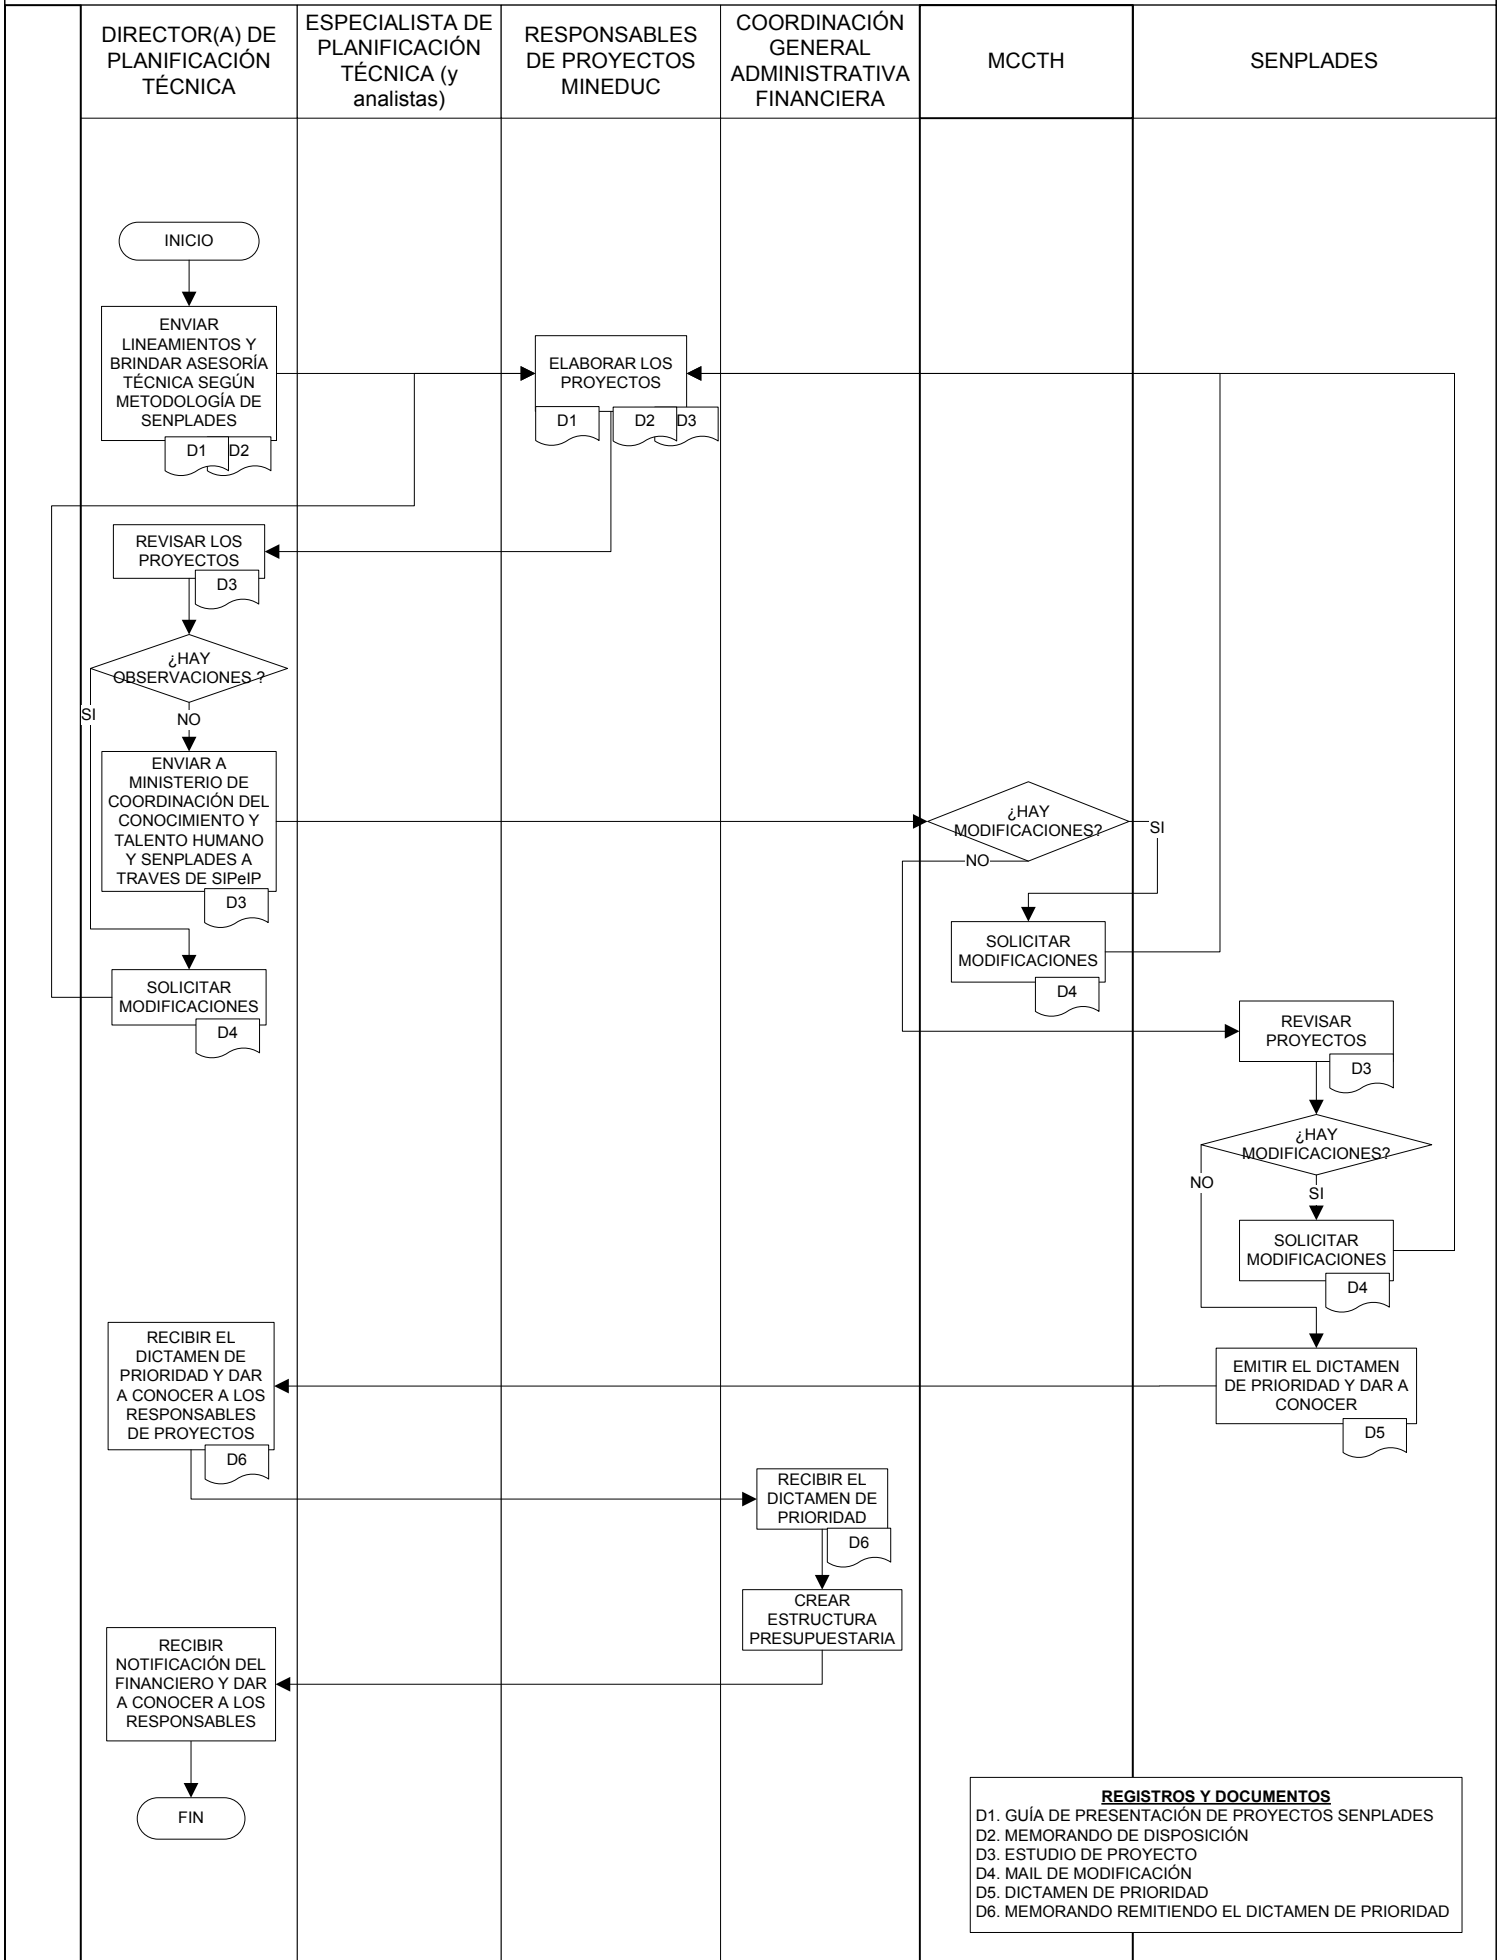 DIRECTOR(A) DE
PLANIFICACIÓN
TÉCNICA
ESPECIALISTA DE
PLANIFICACIÓN
TÉCNICA (y
analistas)
RESPONSABLES
DE PROYECTOS
MINEDUC
COORDINACIÓN
GENERAL
ADMINISTRATIVA
FINANCIERA
MCCTH
SENPLADES
INICIO
ENVIAR
LINEAMIENTOS Y
BRINDAR ASESORÍA
TÉCNICA SEGÚN
METODOLOGÍA DE
SENPLADES
D1
D2
ELABORAR LOS
PROYECTOS
D1
D2
D3
REVISAR LOS
PROYECTOS
D3
¿HAY
OBSERVACIONES ?
SI
NO
ENVIAR A
MINISTERIO DE
COORDINACIÓN DEL
CONOCIMIENTO Y
TALENTO HUMANO
Y SENPLADES A
TRAVES DE SIPeIP
D3
¿HAY
MODIFICACIONES?
SI
NO
SOLICITAR
MODIFICACIONES
D4
SOLICITAR
MODIFICACIONES
D4
REVISAR
PROYECTOS
D3
¿HAY
MODIFICACIONES?
NO
SI
SOLICITAR
MODIFICACIONES
D4
EMITIR EL DICTAMEN
DE PRIORIDAD Y DAR A
CONOCER
D5
RECIBIR EL
DICTAMEN DE
PRIORIDAD Y DAR
A CONOCER A LOS
RESPONSABLES
DE PROYECTOS
D6
RECIBIR EL
DICTAMEN DE
PRIORIDAD
D6
CREAR
ESTRUCTURA
PRESUPUESTARIA
RECIBIR
NOTIFICACIÓN DEL
FINANCIERO Y DAR
A CONOCER A LOS
RESPONSABLES
FIN
REGISTROS Y DOCUMENTOS
D1. GUÍA DE PRESENTACIÓN DE PROYECTOS SENPLADES
D2. MEMORANDO DE DISPOSICIÓN
D3. ESTUDIO DE PROYECTO
D4. MAIL DE MODIFICACIÓN
D5. DICTAMEN DE PRIORIDAD
D6. MEMORANDO REMITIENDO EL DICTAMEN DE PRIORIDAD